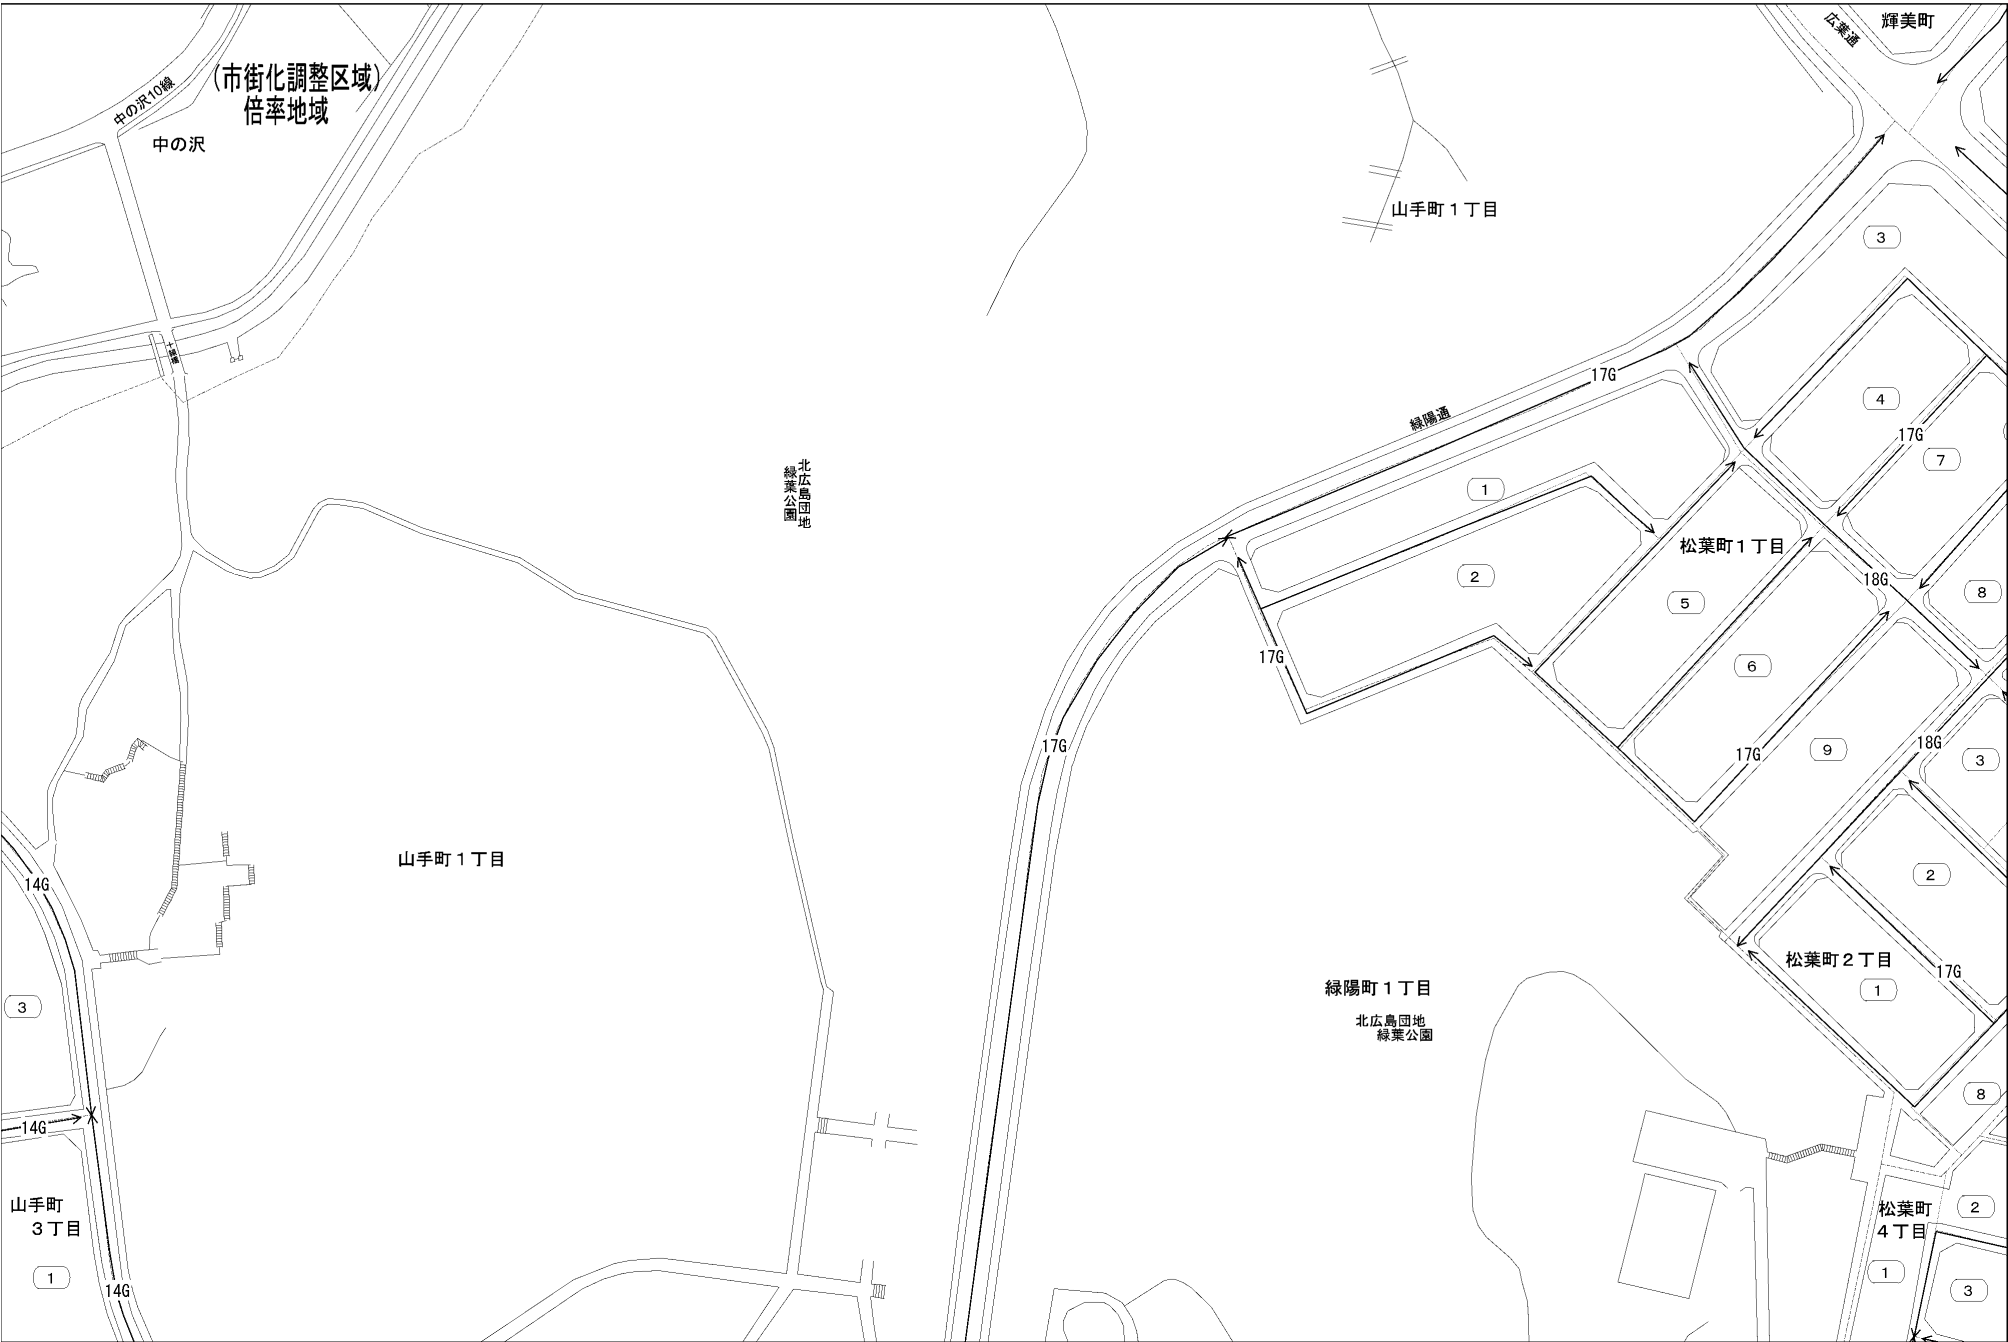 広葉通
輝美町
(市街化調整区域)
倍率地域
中の沢10線
中の沢
山手町1丁目
3
十線橋
17G
緑陽通
4
17G
7
北広島団地
緑葉公園
1
松葉町1丁目
2
18G
5
8
17G
6
17G
18G
9
17G
3
山手町1丁目
14G
2
松葉町2丁目
17G
1
緑陽町1丁目
北広島団地
緑葉公園
3
8
14G
山手町
3丁目
松葉町
4丁目
2
1
1
3
14G